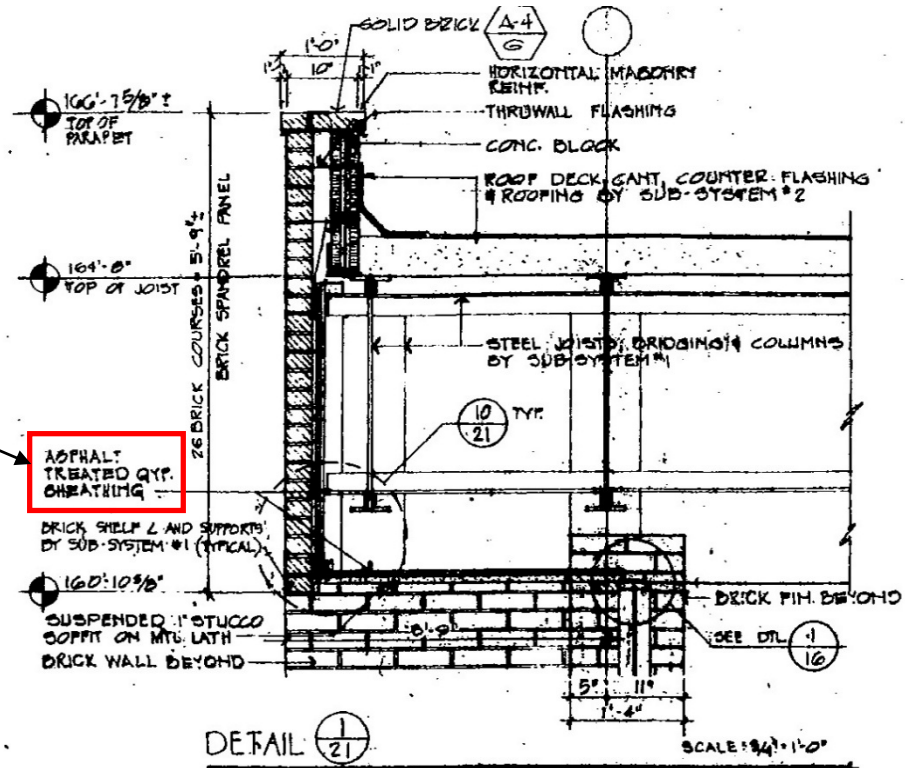 SOLID BRICK
A-4
G
1'-0"
1"
10"
1"
HORIZONTAL MASONRY
REINF.
THRUWALL FLASHING
CONC. BLOCK
ROOF DECK, CANT, COUNTER FLASHING
& ROOFING BY SUB-SYSTEM #2
166'-7 5/8" ±
TOP OF
PARAPET
164'-8"
TOP OF JOIST
26 BRICK COURSES = 5'-9" ±
BRICK SPANDREL PANEL
STEEL JOISTS, BRIDGING & COLUMNS
BY SUB-SYSTEM #1
10
21
TYP.
ASPHALT
TREATED GYP.
SHEATHING
BRICK SHELF L AND SUPPORTS
BY SUB-SYSTEM #1 (TYPICAL)
160'-10 5/8"
SUSPENDED 1" STUCCO
SOFFIT ON MTL LATH
BRICK WALL BEYOND
BRICK FIN. BEYOND
SEE DTL
1
16
5"
11"
1'-4"
DETAIL
1
21
SCALE: 3/4" = 1'-0"